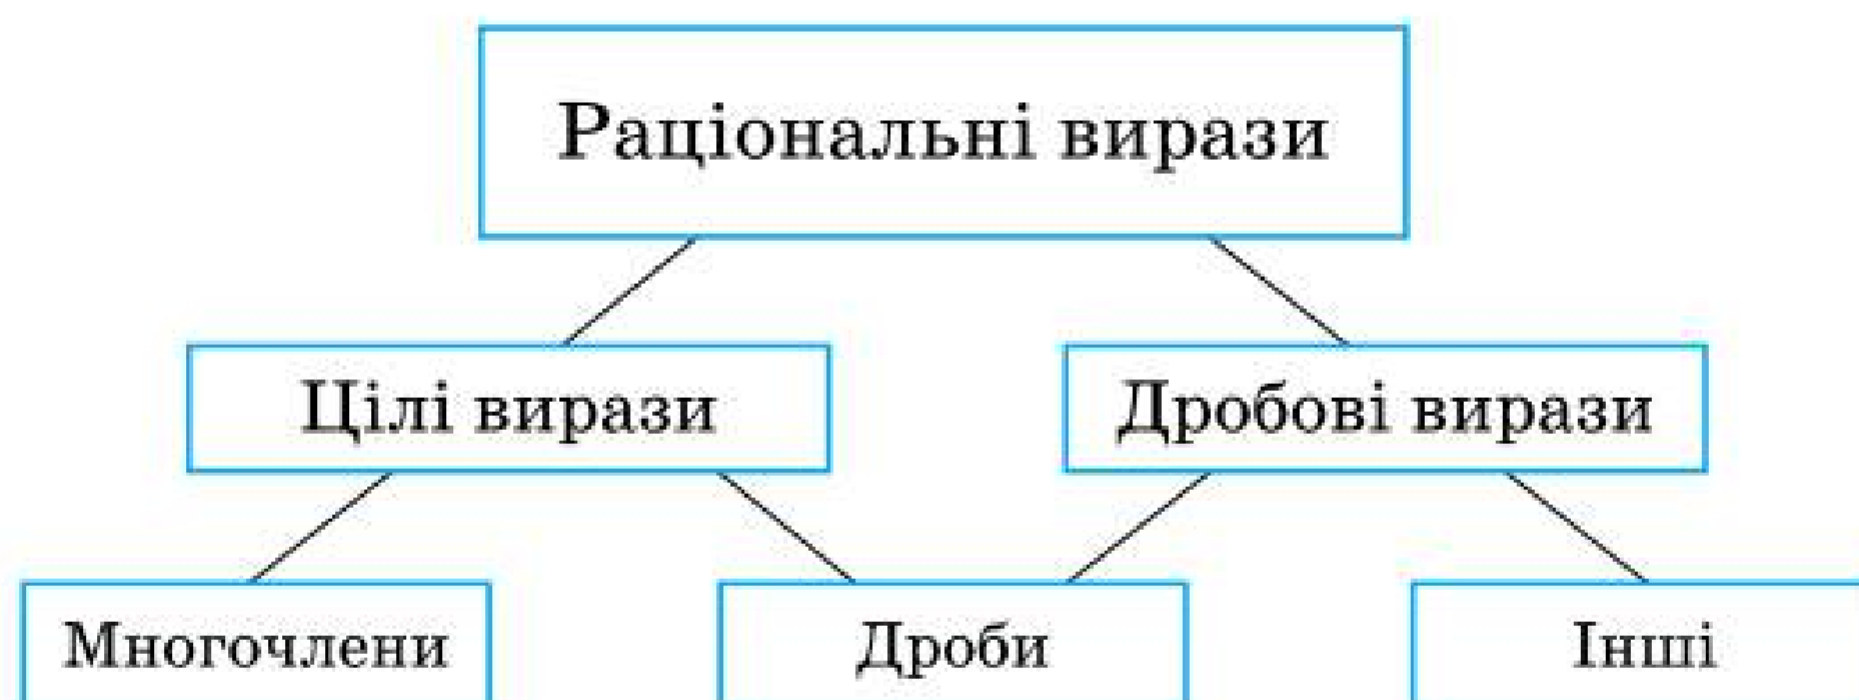 Раціональні вирази
Цілі вирази
Дробові вирази
Многочлени
Дроби
Інші